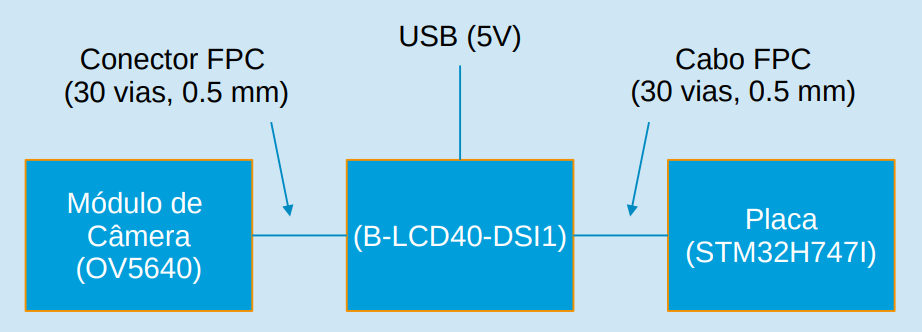 USB (5V)
Conector FPC
(30 vias, 0.5 mm)
Cabo FPC
(30 vias, 0.5 mm)
Módulo de
Câmera
(OV5640)
(B-LCD40-DSI1)
Placa
(STM32H747I)